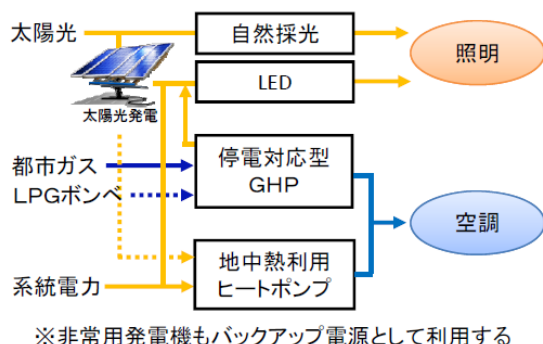 太陽光
自然採光
照明
LED
太陽光発電
都市ガス
停電対応型
GHP
LPGボンベ
空調
地中熱利用
ヒートポンプ
系統電力
※非常用発電機もバックアップ電源として利用する